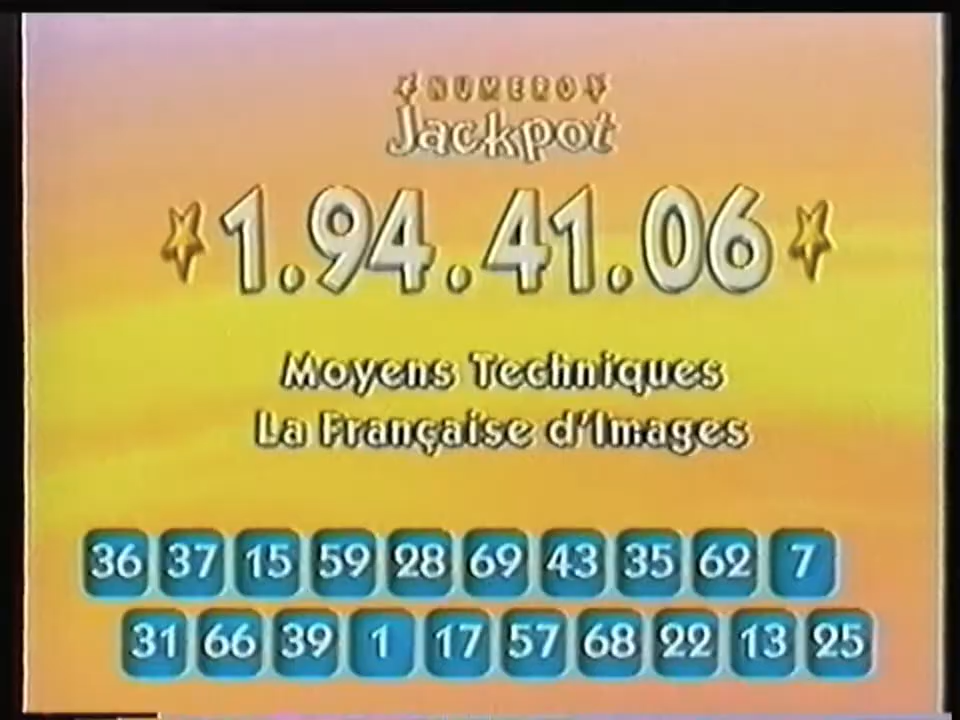 NUMERO
Jackpot
1.94.41.06
Moyens Techniques
La Française d'Images
36 37 15 59 28 69 43 35 62 7
31 66 39 1 17 57 68 22 13 25